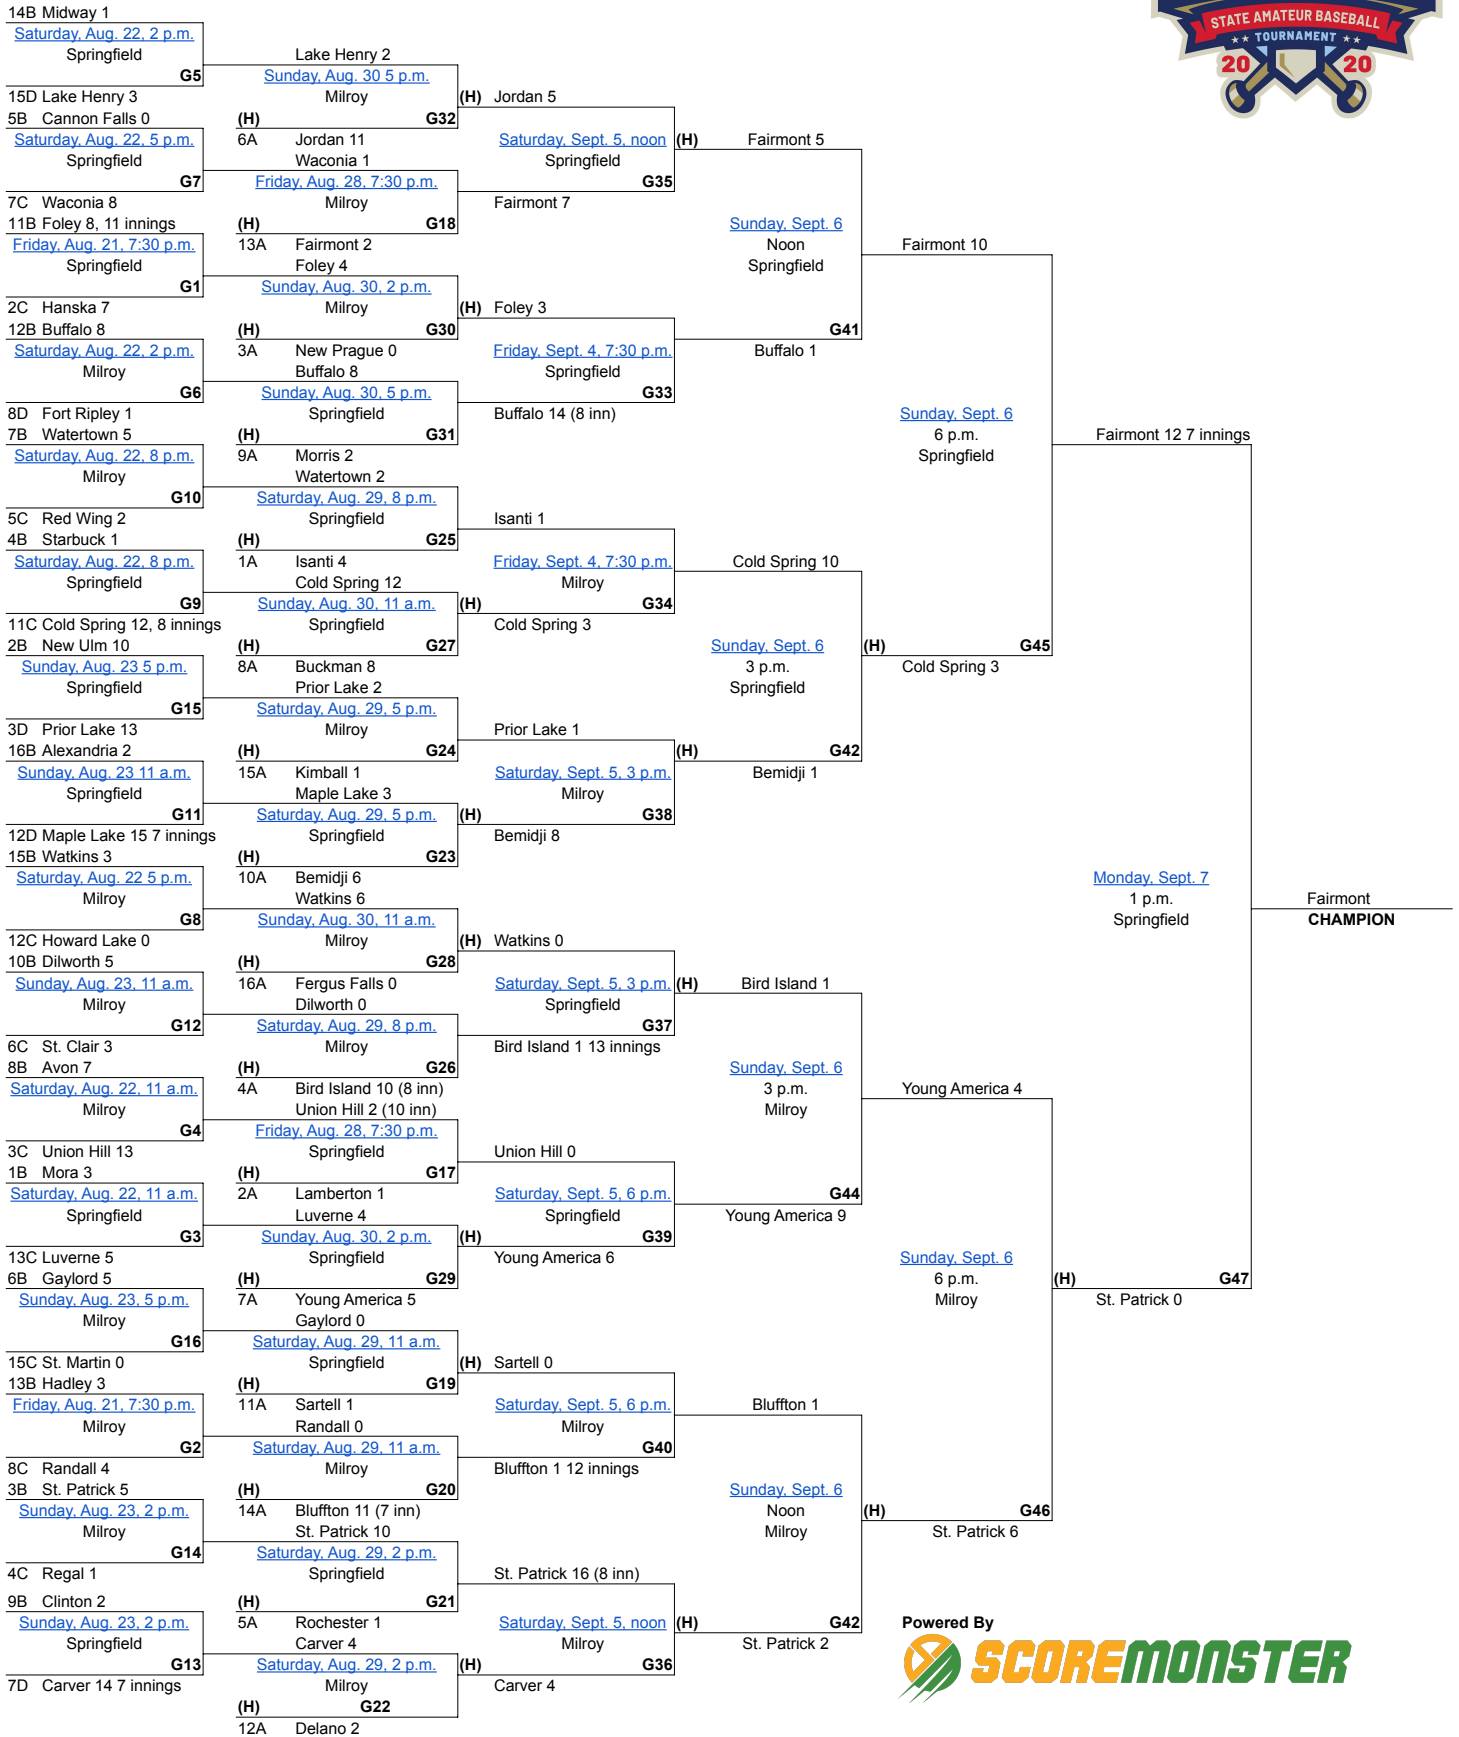 14B Midway 1
Saturday, Aug. 22, 2 p.m.
Springfield
G5
15D Lake Henry 3
5B Cannon Falls 0
Saturday, Aug. 22, 5 p.m.
Springfield
G7
7C Waconia 8
11B Foley 8, 11 innings
Friday, Aug. 21, 7:30 p.m.
Springfield
G1
2C Hanska 7
12B Buffalo 8
Saturday, Aug. 22, 2 p.m.
Milroy
G6
8D Fort Ripley 1
7B Watertown 5
Saturday, Aug. 22, 8 p.m.
Milroy
G10
5C Red Wing 2
4B Starbuck 1
Saturday, Aug. 22, 8 p.m.
Springfield
G9
11C Cold Spring 12, 8 innings
2B New Ulm 10
Sunday, Aug. 23 5 p.m.
Springfield
G15
3D Prior Lake 13
16B Alexandria 2
Sunday, Aug. 23 11 a.m.
Springfield
G11
12D Maple Lake 15 7 innings
15B Watkins 3
Saturday, Aug. 22 5 p.m.
Milroy
G8
12C Howard Lake 0
10B Dilworth 5
Sunday, Aug. 23, 11 a.m.
Milroy
G12
6C St. Clair 3
8B Avon 7
Saturday, Aug. 22, 11 a.m.
Milroy
G4
3C Union Hill 13
1B Mora 3
Saturday, Aug. 22, 11 a.m.
Springfield
G3
13C Luverne 5
6B Gaylord 5
Sunday, Aug. 23, 5 p.m.
Milroy
G16
15C St. Martin 0
13B Hadley 3
Friday, Aug. 21, 7:30 p.m.
Milroy
G2
8C Randall 4
3B St. Patrick 5
Sunday, Aug. 23, 2 p.m.
Milroy
G14
4C Regal 1
9B Clinton 2
Sunday, Aug. 23, 2 p.m.
Springfield
G13
7D Carver 14 7 innings
Lake Henry 2
Sunday, Aug. 30 5 p.m.
Milroy
(H) G32
6A Jordan 11
Waconia 1
Friday, Aug. 28, 7:30 p.m.
Milroy
(H) G18
13A Fairmont 2
Foley 4
Sunday, Aug. 30, 2 p.m.
Milroy
(H) G30
3A New Prague 0
Buffalo 8
Sunday, Aug. 30, 5 p.m.
Springfield
(H) G31
9A Morris 2
Watertown 2
Saturday, Aug. 29, 8 p.m.
Springfield
(H) G25
1A Isanti 4
Cold Spring 12
Sunday, Aug. 30, 11 a.m.
Springfield
(H) G27
8A Buckman 8
Prior Lake 2
Saturday, Aug. 29, 5 p.m.
Milroy
(H) G24
15A Kimball 1
Maple Lake 3
Saturday, Aug. 29, 5 p.m.
Springfield
(H) G23
10A Bemidji 6
Watkins 6
Sunday, Aug. 30, 11 a.m.
Milroy
(H) G28
16A Fergus Falls 0
Dilworth 0
Saturday, Aug. 29, 8 p.m.
Milroy
(H) G26
4A Bird Island 10 (8 inn)
Union Hill 2 (10 inn)
Friday, Aug. 28, 7:30 p.m.
Springfield
(H) G17
2A Lamberton 1
Luverne 4
Sunday, Aug. 30, 2 p.m.
Springfield
(H) G29
7A Young America 5
Gaylord 0
Saturday, Aug. 29, 11 a.m.
Springfield
(H) G19
11A Sartell 1
Randall 0
Saturday, Aug. 29, 11 a.m.
Milroy
(H) G20
14A Bluffton 11 (7 inn)
St. Patrick 10
Saturday, Aug. 29, 2 p.m.
Springfield
(H) G21
5A Rochester 1
Carver 4
Saturday, Aug. 29, 2 p.m.
Milroy
(H) G22
12A Delano 2
(H) Jordan 5
Saturday, Sept. 5, noon
Springfield
G35
Fairmont 7
(H) Foley 3
Friday, Sept. 4, 7:30 p.m.
Springfield
G33
Buffalo 14 (8 inn)
Isanti 1
Friday, Sept. 4, 7:30 p.m.
Milroy
(H) G34
Cold Spring 3
Prior Lake 1
Saturday, Sept. 5, 3 p.m.
Milroy
(H) G38
Bemidji 8
(H) Watkins 0
Saturday, Sept. 5, 3 p.m.
Springfield
G37
Bird Island 1 13 innings
Union Hill 0
Saturday, Sept. 5, 6 p.m.
Springfield
(H) G39
Young America 6
(H) Sartell 0
Saturday, Sept. 5, 6 p.m.
Milroy
G40
Bluffton 1 12 innings
St. Patrick 16 (8 inn)
Saturday, Sept. 5, noon
Milroy
(H) G36
Carver 4
(H) Fairmont 5
Sunday, Sept. 6
Noon
Springfield
G41
Buffalo 1
Cold Spring 10
Sunday, Sept. 6
3 p.m.
Springfield
(H) G42
Bemidji 1
(H) Bird Island 1
Sunday, Sept. 6
3 p.m.
Milroy
G44
Young America 9
Bluffton 1
Sunday, Sept. 6
Noon
Milroy
(H) G42
St. Patrick 2
Fairmont 10
Sunday, Sept. 6
6 p.m.
Springfield
(H) G45
Cold Spring 3
Young America 4
Sunday, Sept. 6
6 p.m.
Milroy
(H) G46
St. Patrick 6
Fairmont 12 7 innings
Monday, Sept. 7
1 p.m.
Springfield
(H) G47
St. Patrick 0
Fairmont
CHAMPION
STATE AMATEUR BASEBALL
TOURNAMENT
20 20
Powered By
SCOREMONSTER